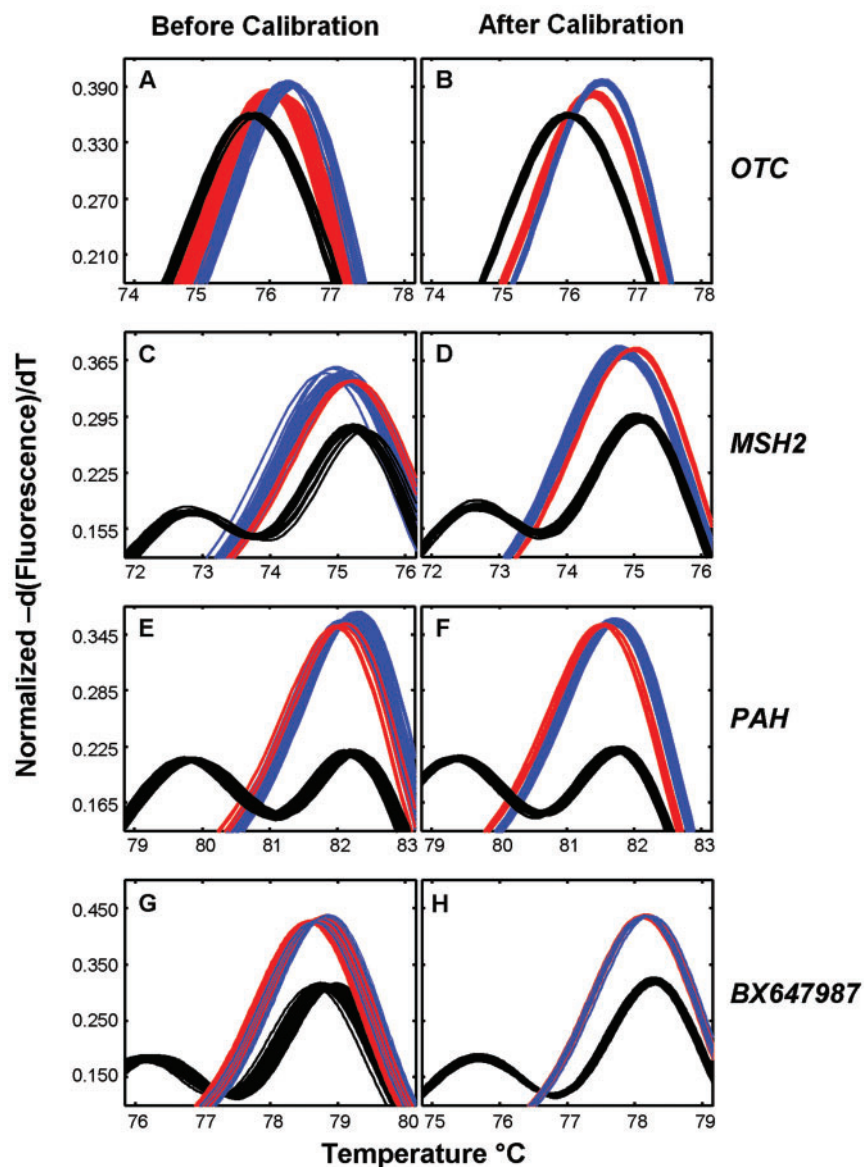 Before Calibration After Calibration
A B
0.390
0.330
0.270
0.210
74 75 76 77 78 74 75 76 77 78
OTC
C D
0.365
0.295
0.225
0.155
72 73 74 75 76 72 73 74 75 76
MSH2
E F
0.345
0.285
0.225
0.165
79 80 81 82 83 79 80 81 82 83
PAH
G H
0.450
0.350
0.250
0.150
76 77 78 79 80 75 76 77 78 79
BX647987
Normalized –d(Fluorescence)/dT
Temperature °C